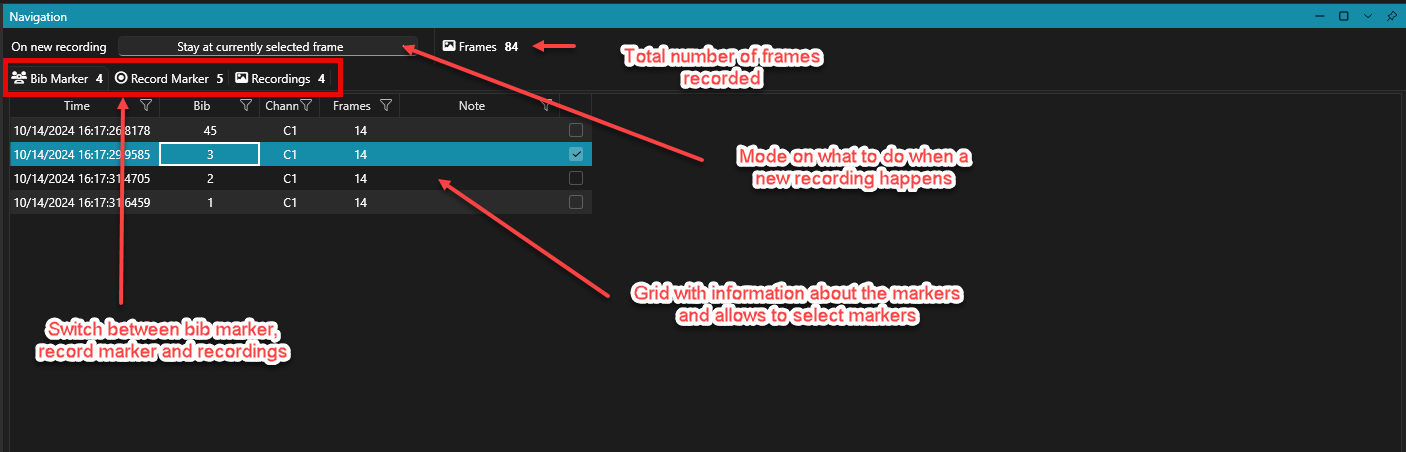 Navigation
On new recording Stay at currently selected frame Frames 84
Total number of frames
recorded
Bib Marker 4 Record Marker 5 Recordings 4
Time Bib Chann Frames Note
10/14/2024 16:17:26.8178 45 C1 14
10/14/2024 16:17:29.9585 3 C1 14
10/14/2024 16:17:31.4705 2 C1 14
10/14/2024 16:17:31.6459 1 C1 14
Mode on what to do when a
new recording happens
Grid with information about the markers
and allows to select markers
Switch between bib marker,
record marker and recordings